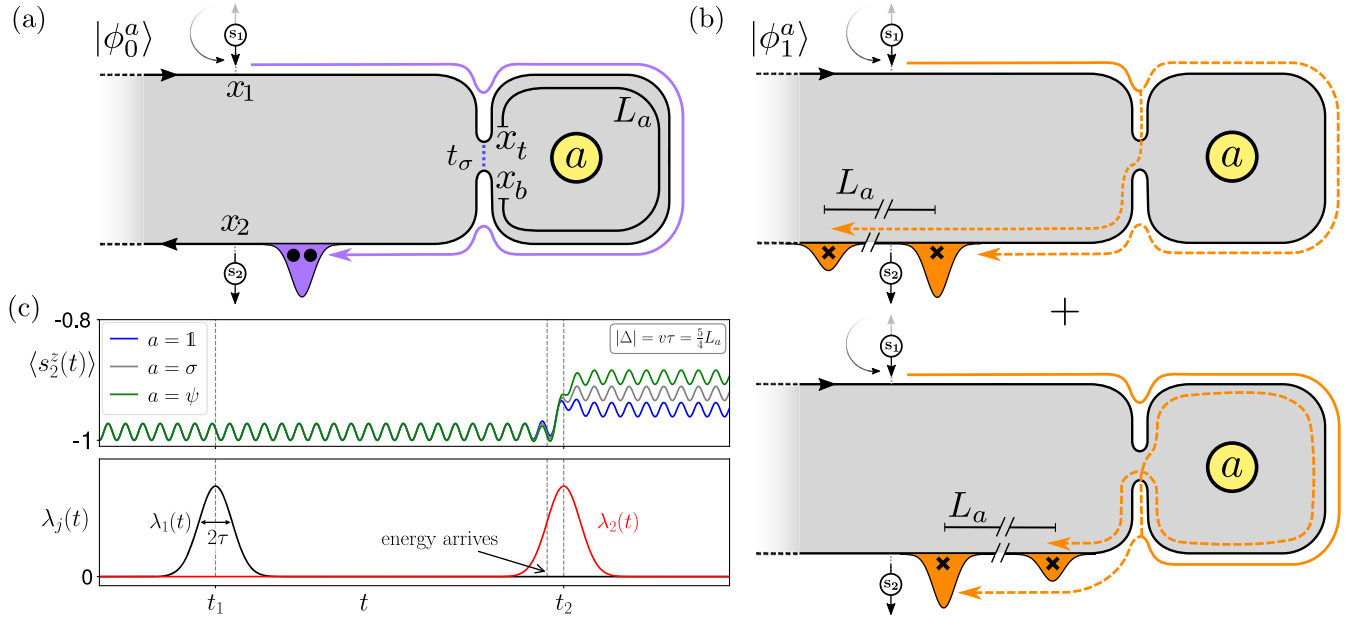 (a)
|ϕ₀ᵃ⟩
s₁
x₁
L_a
x_t
t_σ
a
x_b
x₂
s₂
(b)
|ϕ₁ᵃ⟩
s₁
L_a
a
s₂
+
s₁
a
L_a
s₂
(c)
-0.8
⟨s₂ᶻ(t)⟩
a = 𝟙
a = σ
a = ψ
|Δ| = vτ = 5/4 L_a
-1
λ_j(t)
λ₁(t)
2τ
energy arrives
λ₂(t)
0
t₁
t
t₂